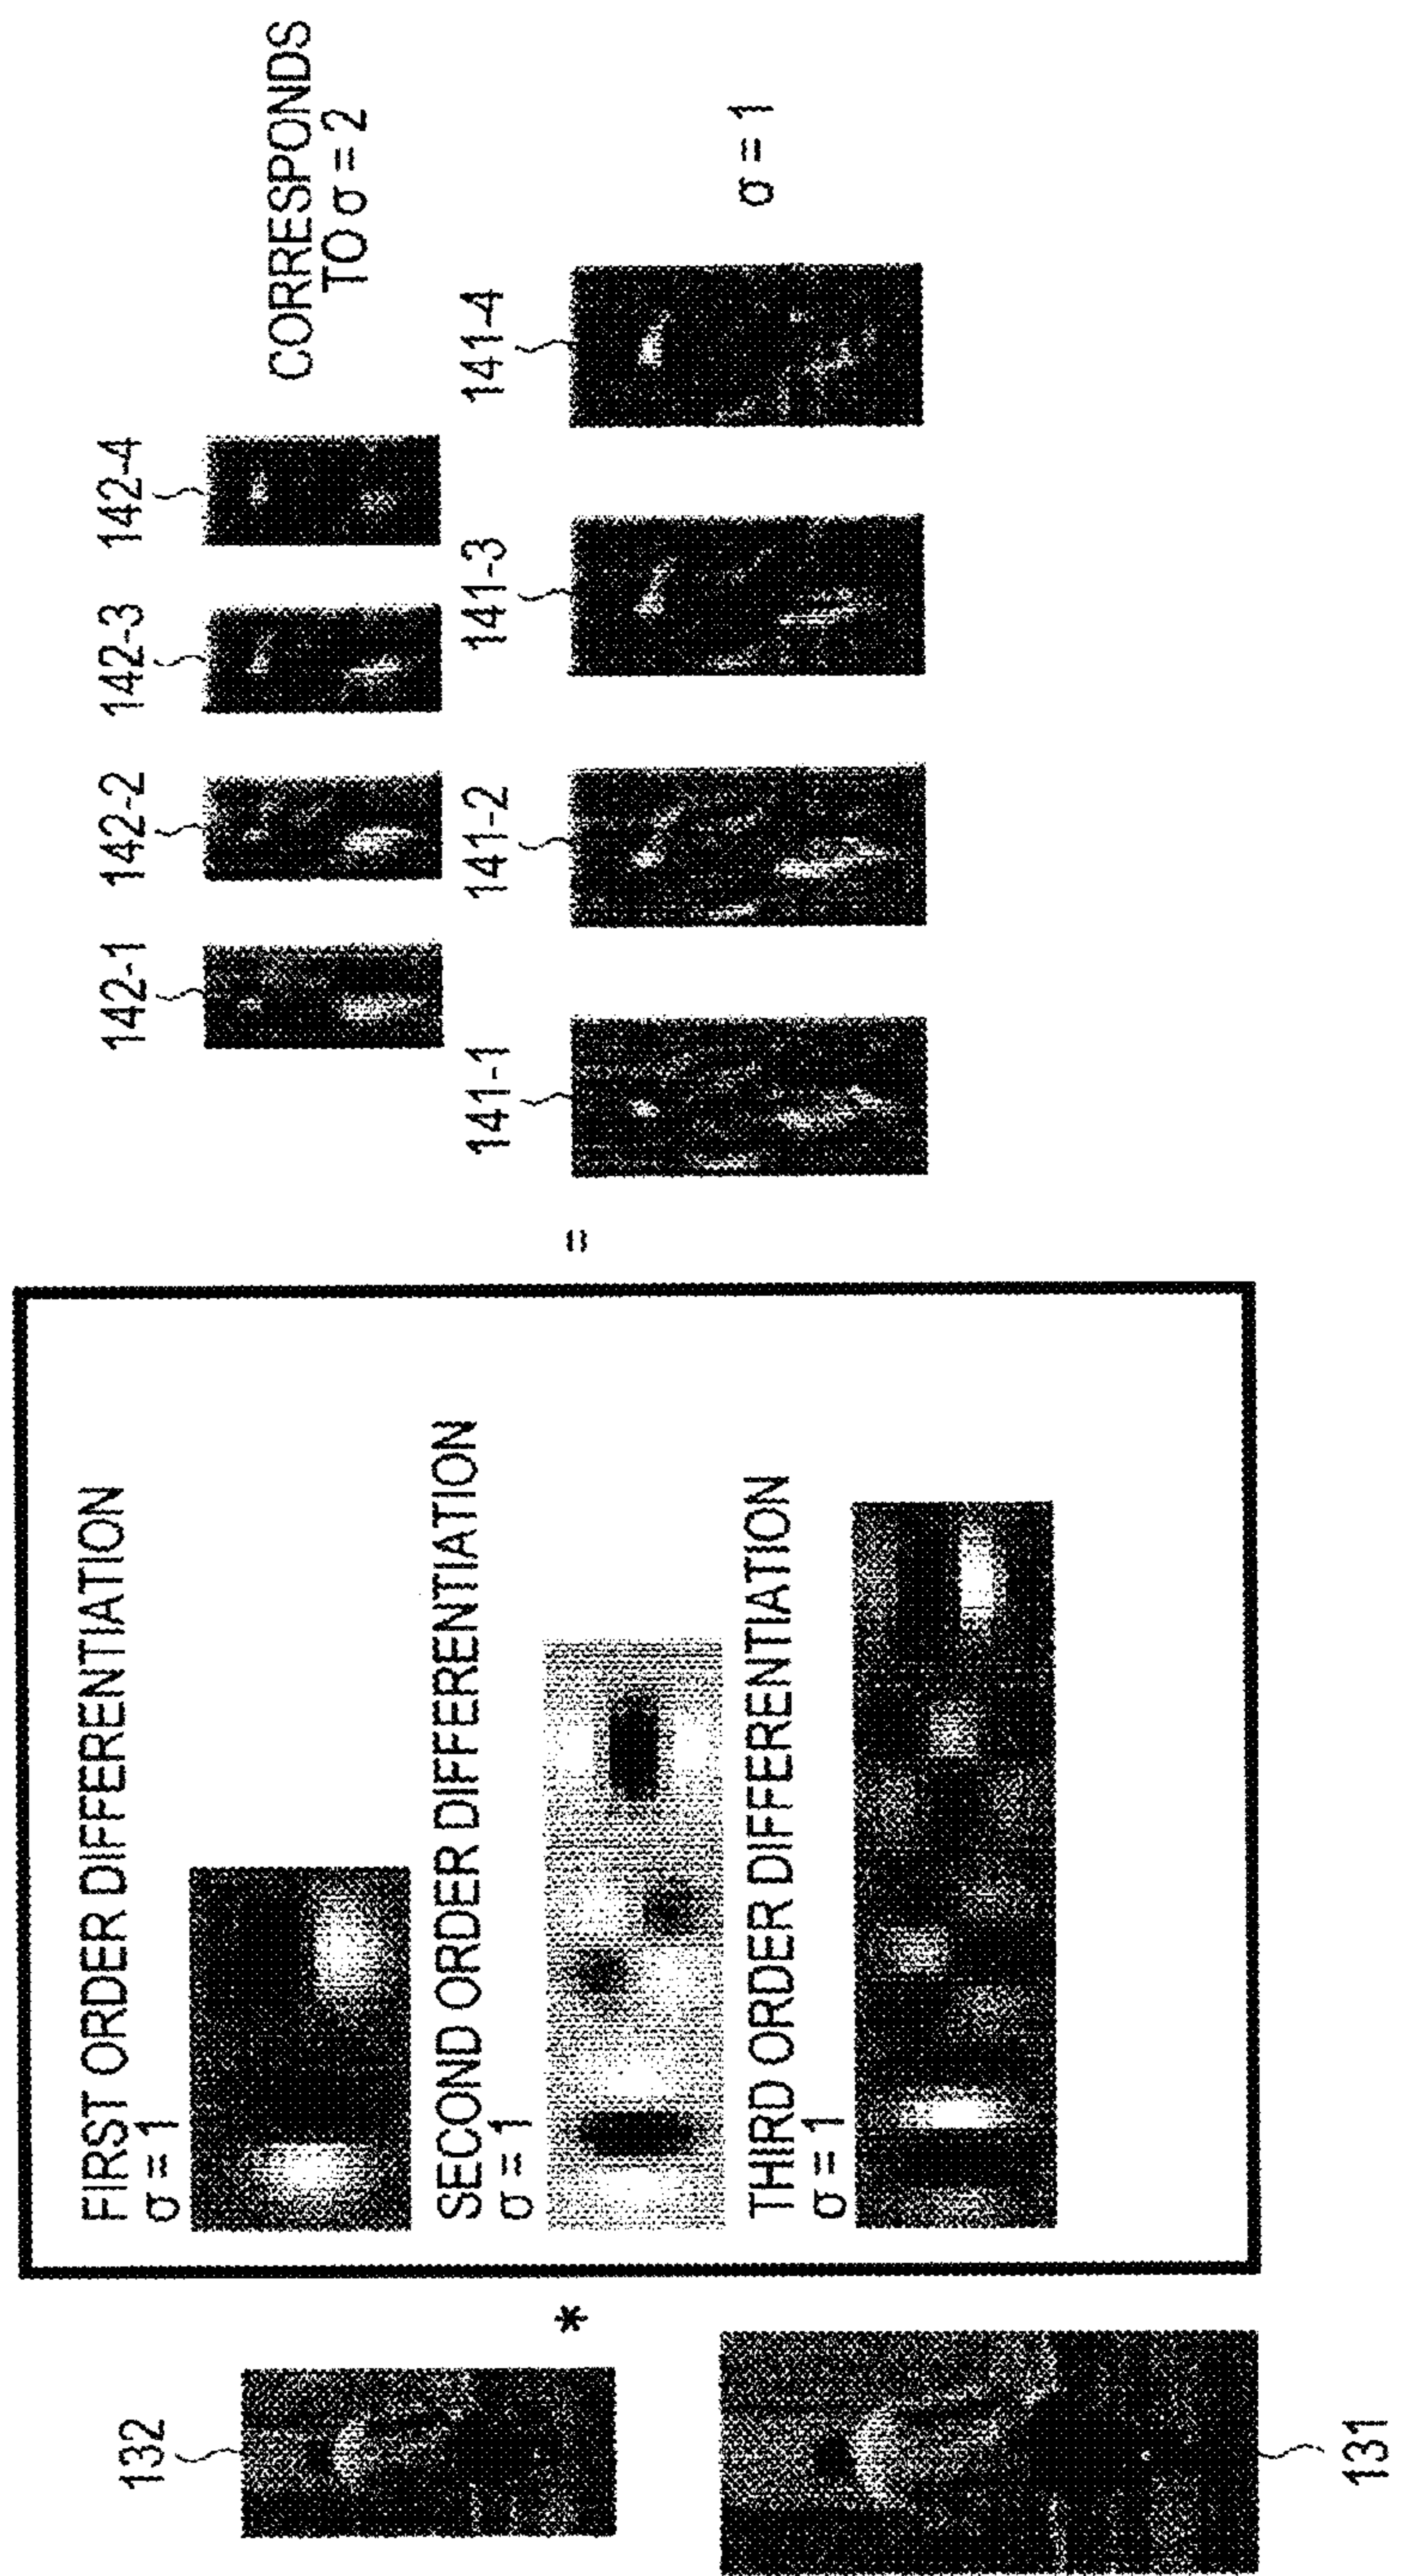 132
131
*
FIRST ORDER DIFFERENTIATION
σ = 1
SECOND ORDER DIFFERENTIATION
σ = 1
THIRD ORDER DIFFERENTIATION
σ = 1
=
142-1
142-2
142-3
142-4
CORRESPONDS
TO σ = 2
141-1
141-2
141-3
141-4
σ = 1